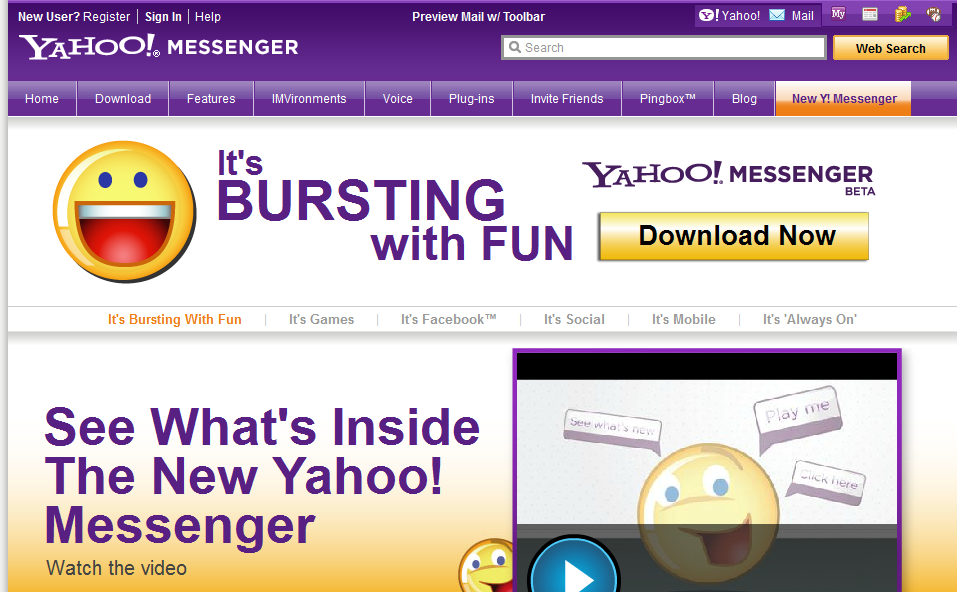 New User? Register | Sign In | Help
Preview Mail w/ Toolbar
Y! Yahoo! Mail My
YAHOO!® MESSENGER
Search
Web Search
Home
Download
Features
IMVironments
Voice
Plug-ins
Invite Friends
Pingbox™
Blog
New Y! Messenger
It's
BURSTING
with FUN
YAHOO!® MESSENGER
BETA
Download Now
It's Bursting With Fun | It's Games | It's Facebook™ | It's Social | It's Mobile | It's 'Always On'
See What's Inside
The New Yahoo!
Messenger
Watch the video
See what's new
Play me
Click here